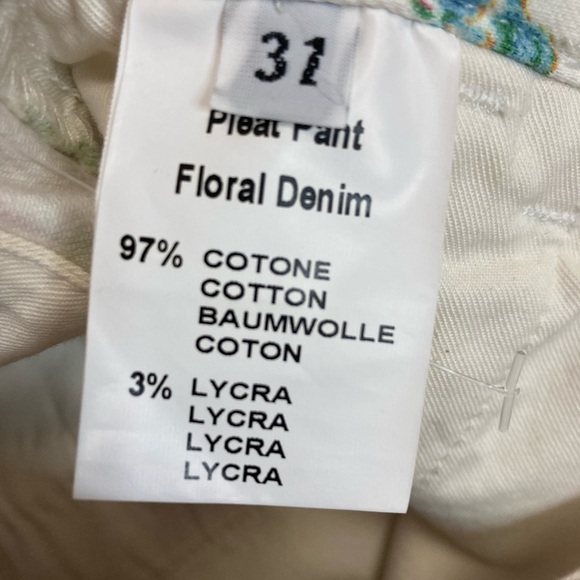 31
Pleat Pant
Floral Denim
97% COTONE
COTTON
BAUMWOLLE
COTON
3% LYCRA
LYCRA
LYCRA
LYCRA